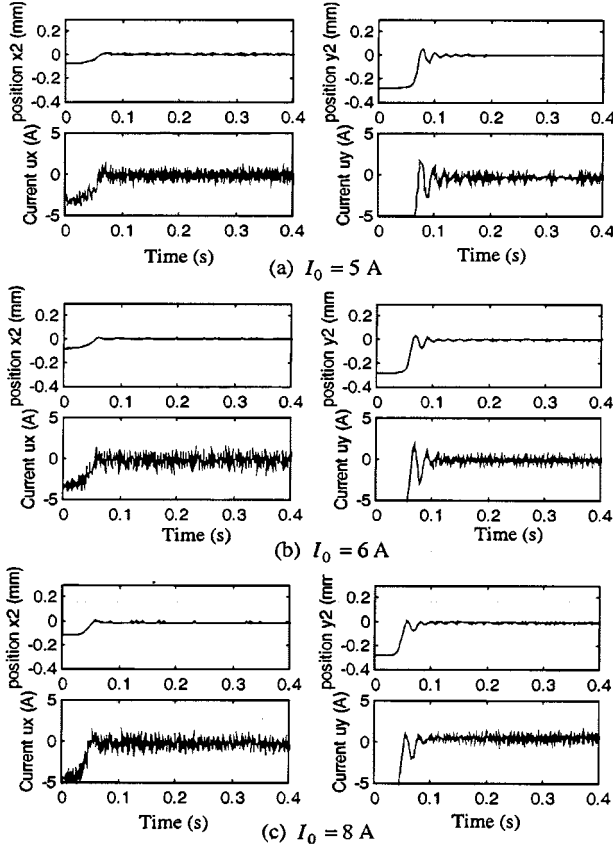 position x2 (mm)
0.2
0
-0.2
-0.4
0 0.1 0.2 0.3 0.4
position y2 (mm)
0.2
0
-0.2
-0.4
0 0.1 0.2 0.3 0.4
Current ux (A)
5
0
-5
0 0.1 0.2 0.3 0.4
Time (s)
Current uy (A)
5
0
-5
0 0.1 0.2 0.3 0.4
Time (s)
(a) I₀ = 5 A
position x2 (mm)
0.2
0
-0.2
-0.4
0 0.1 0.2 0.3 0.4
position y2 (mm)
0.2
0
-0.2
-0.4
0 0.1 0.2 0.3 0.4
Current ux (A)
5
0
-5
0 0.1 0.2 0.3 0.4
Time (s)
Current uy (A)
5
0
-5
0 0.1 0.2 0.3 0.4
Time (s)
(b) I₀ = 6 A
position x2 (mm)
0.2
0
-0.2
-0.4
0 0.1 0.2 0.3 0.4
position y2 (mm
0.2
0
-0.2
-0.4
0 0.1 0.2 0.3 0.4
Current ux (A)
5
0
-5
0 0.1 0.2 0.3 0.4
Time (s)
Current uy (A)
5
0
-5
0 0.1 0.2 0.3 0.4
Time (s)
(c) I₀ = 8 A